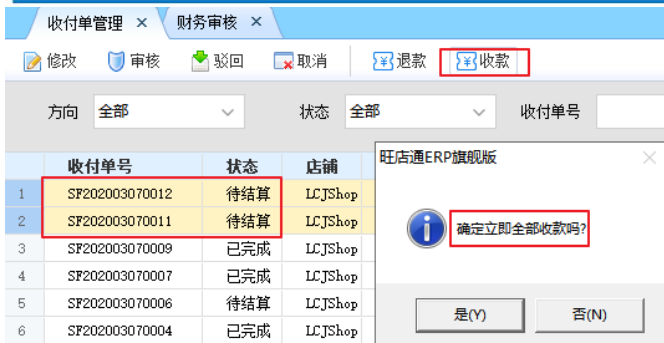 收付单管理 × 财务审核 ×
修改 审核 驳回 取消 退款 收款
方向 全部 状态 全部 收付单号
收付单号 状态 店铺
旺店通ERP旗舰版
1 SF202003070012 待结算 LCJShop
2 SF202003070011 待结算 LCJShop
确定立即全部收款吗?
3 SF202003070009 已完成 LCJShop
4 SF202003070007 已完成 LCJShop
5 SF202003070006 待结算 LCJShop
是(Y) 否(N)
6 SF202003070004 已完成 LCJShop